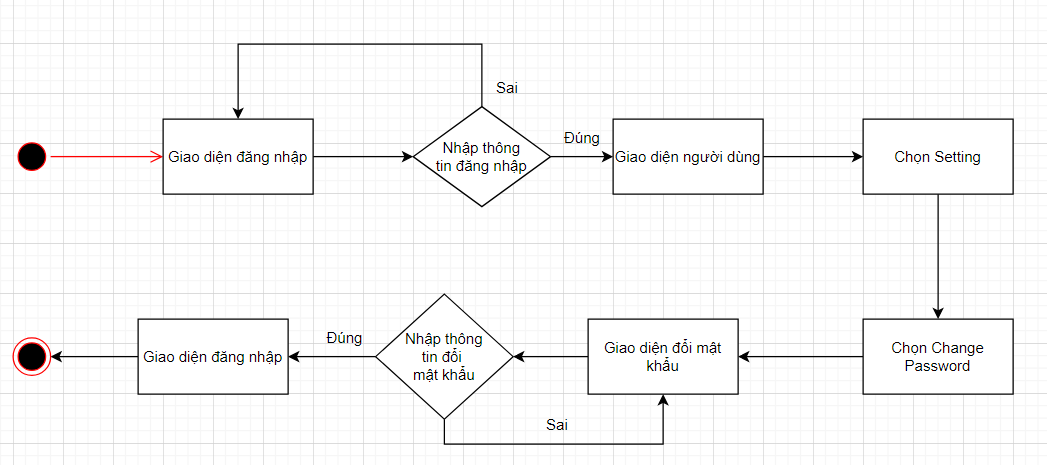 Sai
Giao diện đăng nhập
Nhập thông
tin đăng nhập
Đúng
Giao diện người dùng
Chọn Setting
Giao diện đăng nhập
Đúng
Nhập thông
tin đổi
mật khẩu
Sai
Giao diện đổi mật
khẩu
Chọn Change
Password